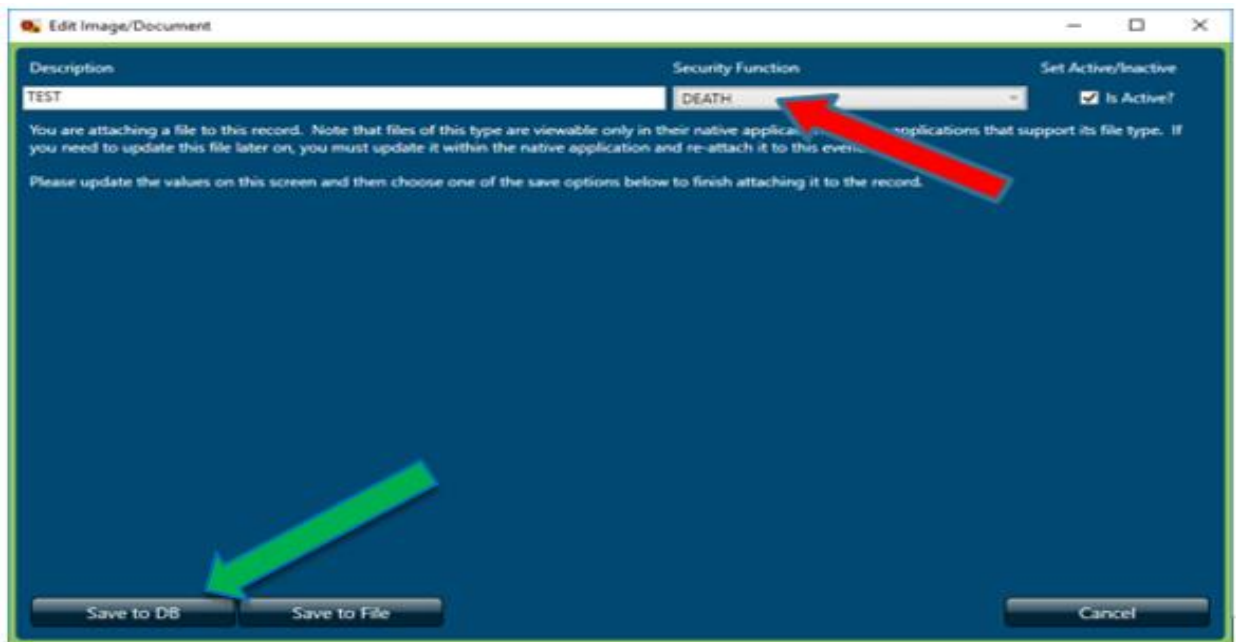 Edit Image/Document
Description Security Function Set Active/Inactive
TEST DEATH Is Active?
You are attaching a file to this record. Note that files of this type are viewable only in their native applications that support its file type. If
you need to update this file later on, you must update it within the native application and re-attach it to this
Please update the values on this screen and then choose one of the save options below to finish attaching it to the record.
Save to DB Save to File Cancel